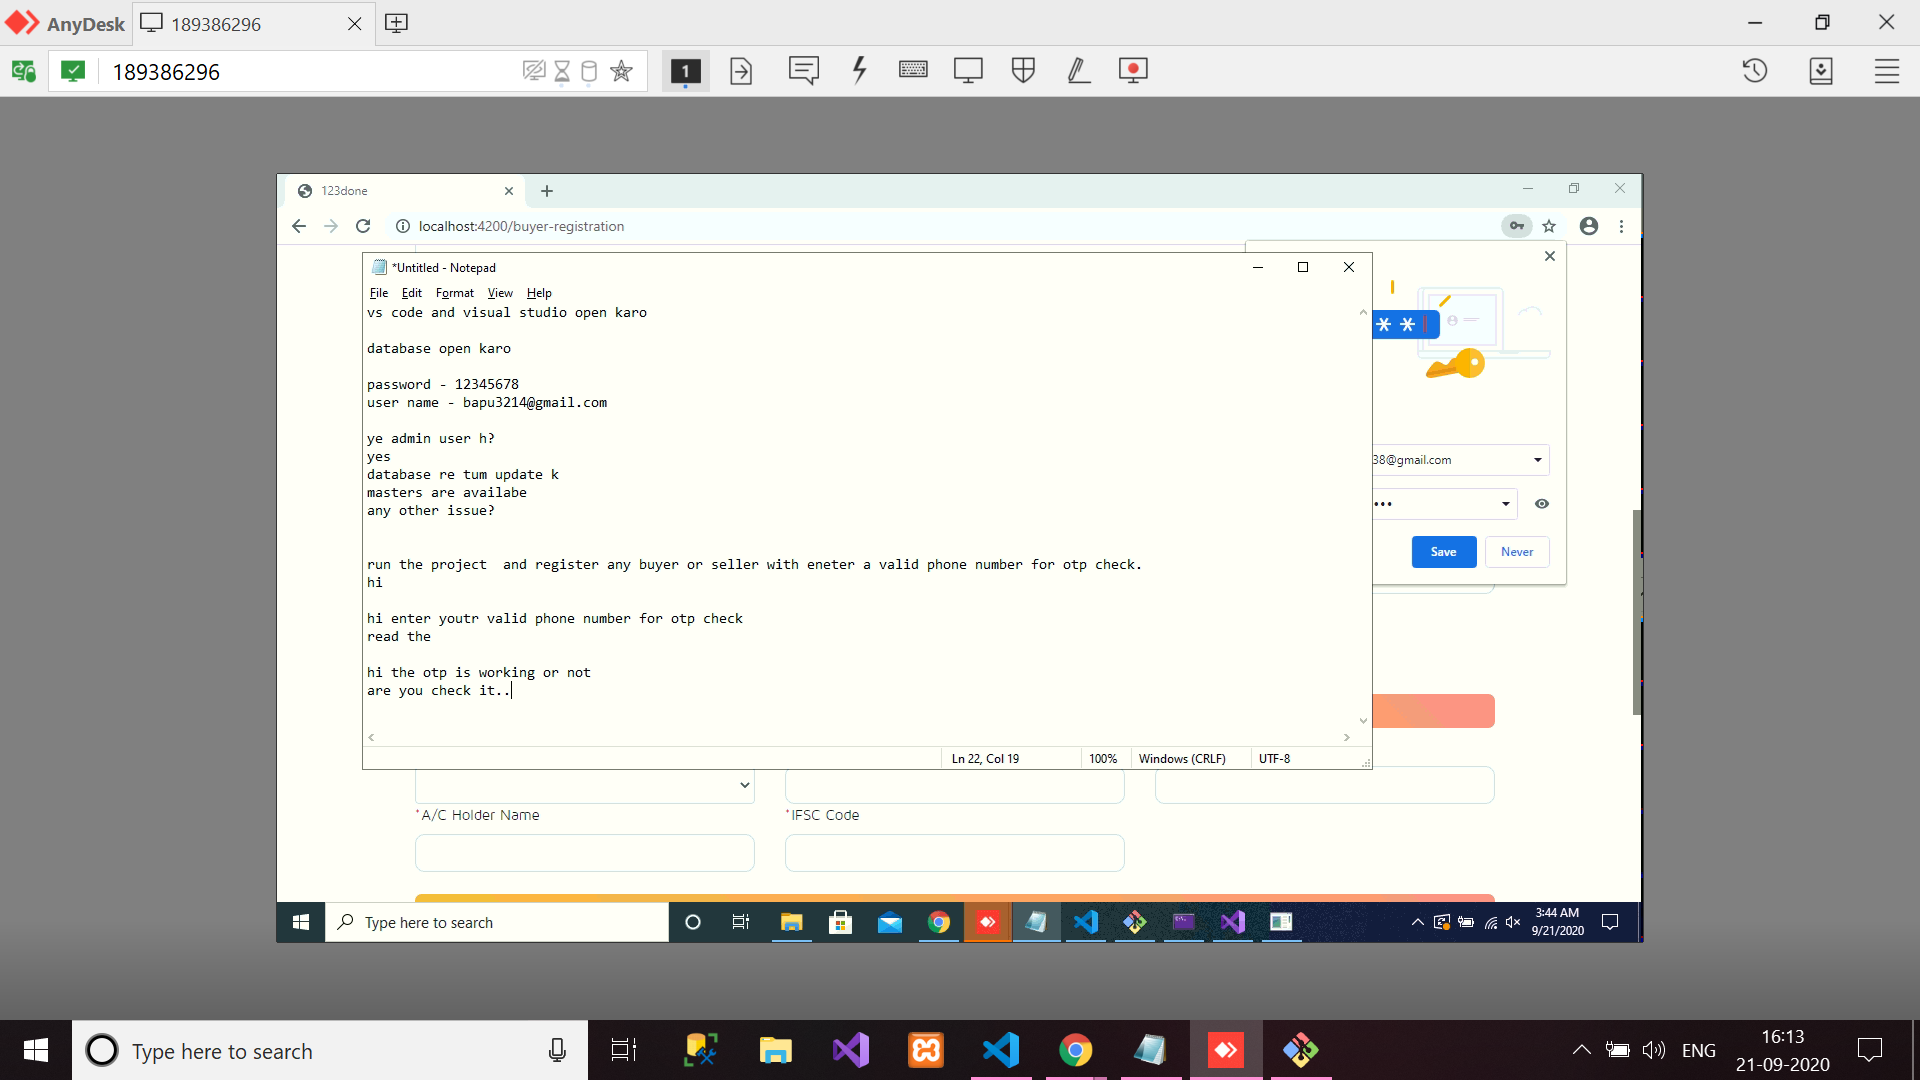 AnyDesk
189386296
189386296
1
123done
localhost:4200/buyer-registration
*Untitled - Notepad
File Edit Format View Help
vs code and visual studio open karo
database open karo
password - 12345678
user name - bapu3214@gmail.com
ye admin user h?
yes
database re tum update k
masters are availabe
any other issue?
run the project  and register any buyer or seller with eneter a valid phone number for otp check.
hi
hi enter youtr valid phone number for otp check
read the
hi the otp is working or not
are you check it..
Ln 22, Col 19 100% Windows (CRLF) UTF-8
38@gmail.com
Save Never
*A/C Holder Name *IFSC Code
Type here to search
3:44 AM
9/21/2020
Type here to search
ENG
16:13
21-09-2020